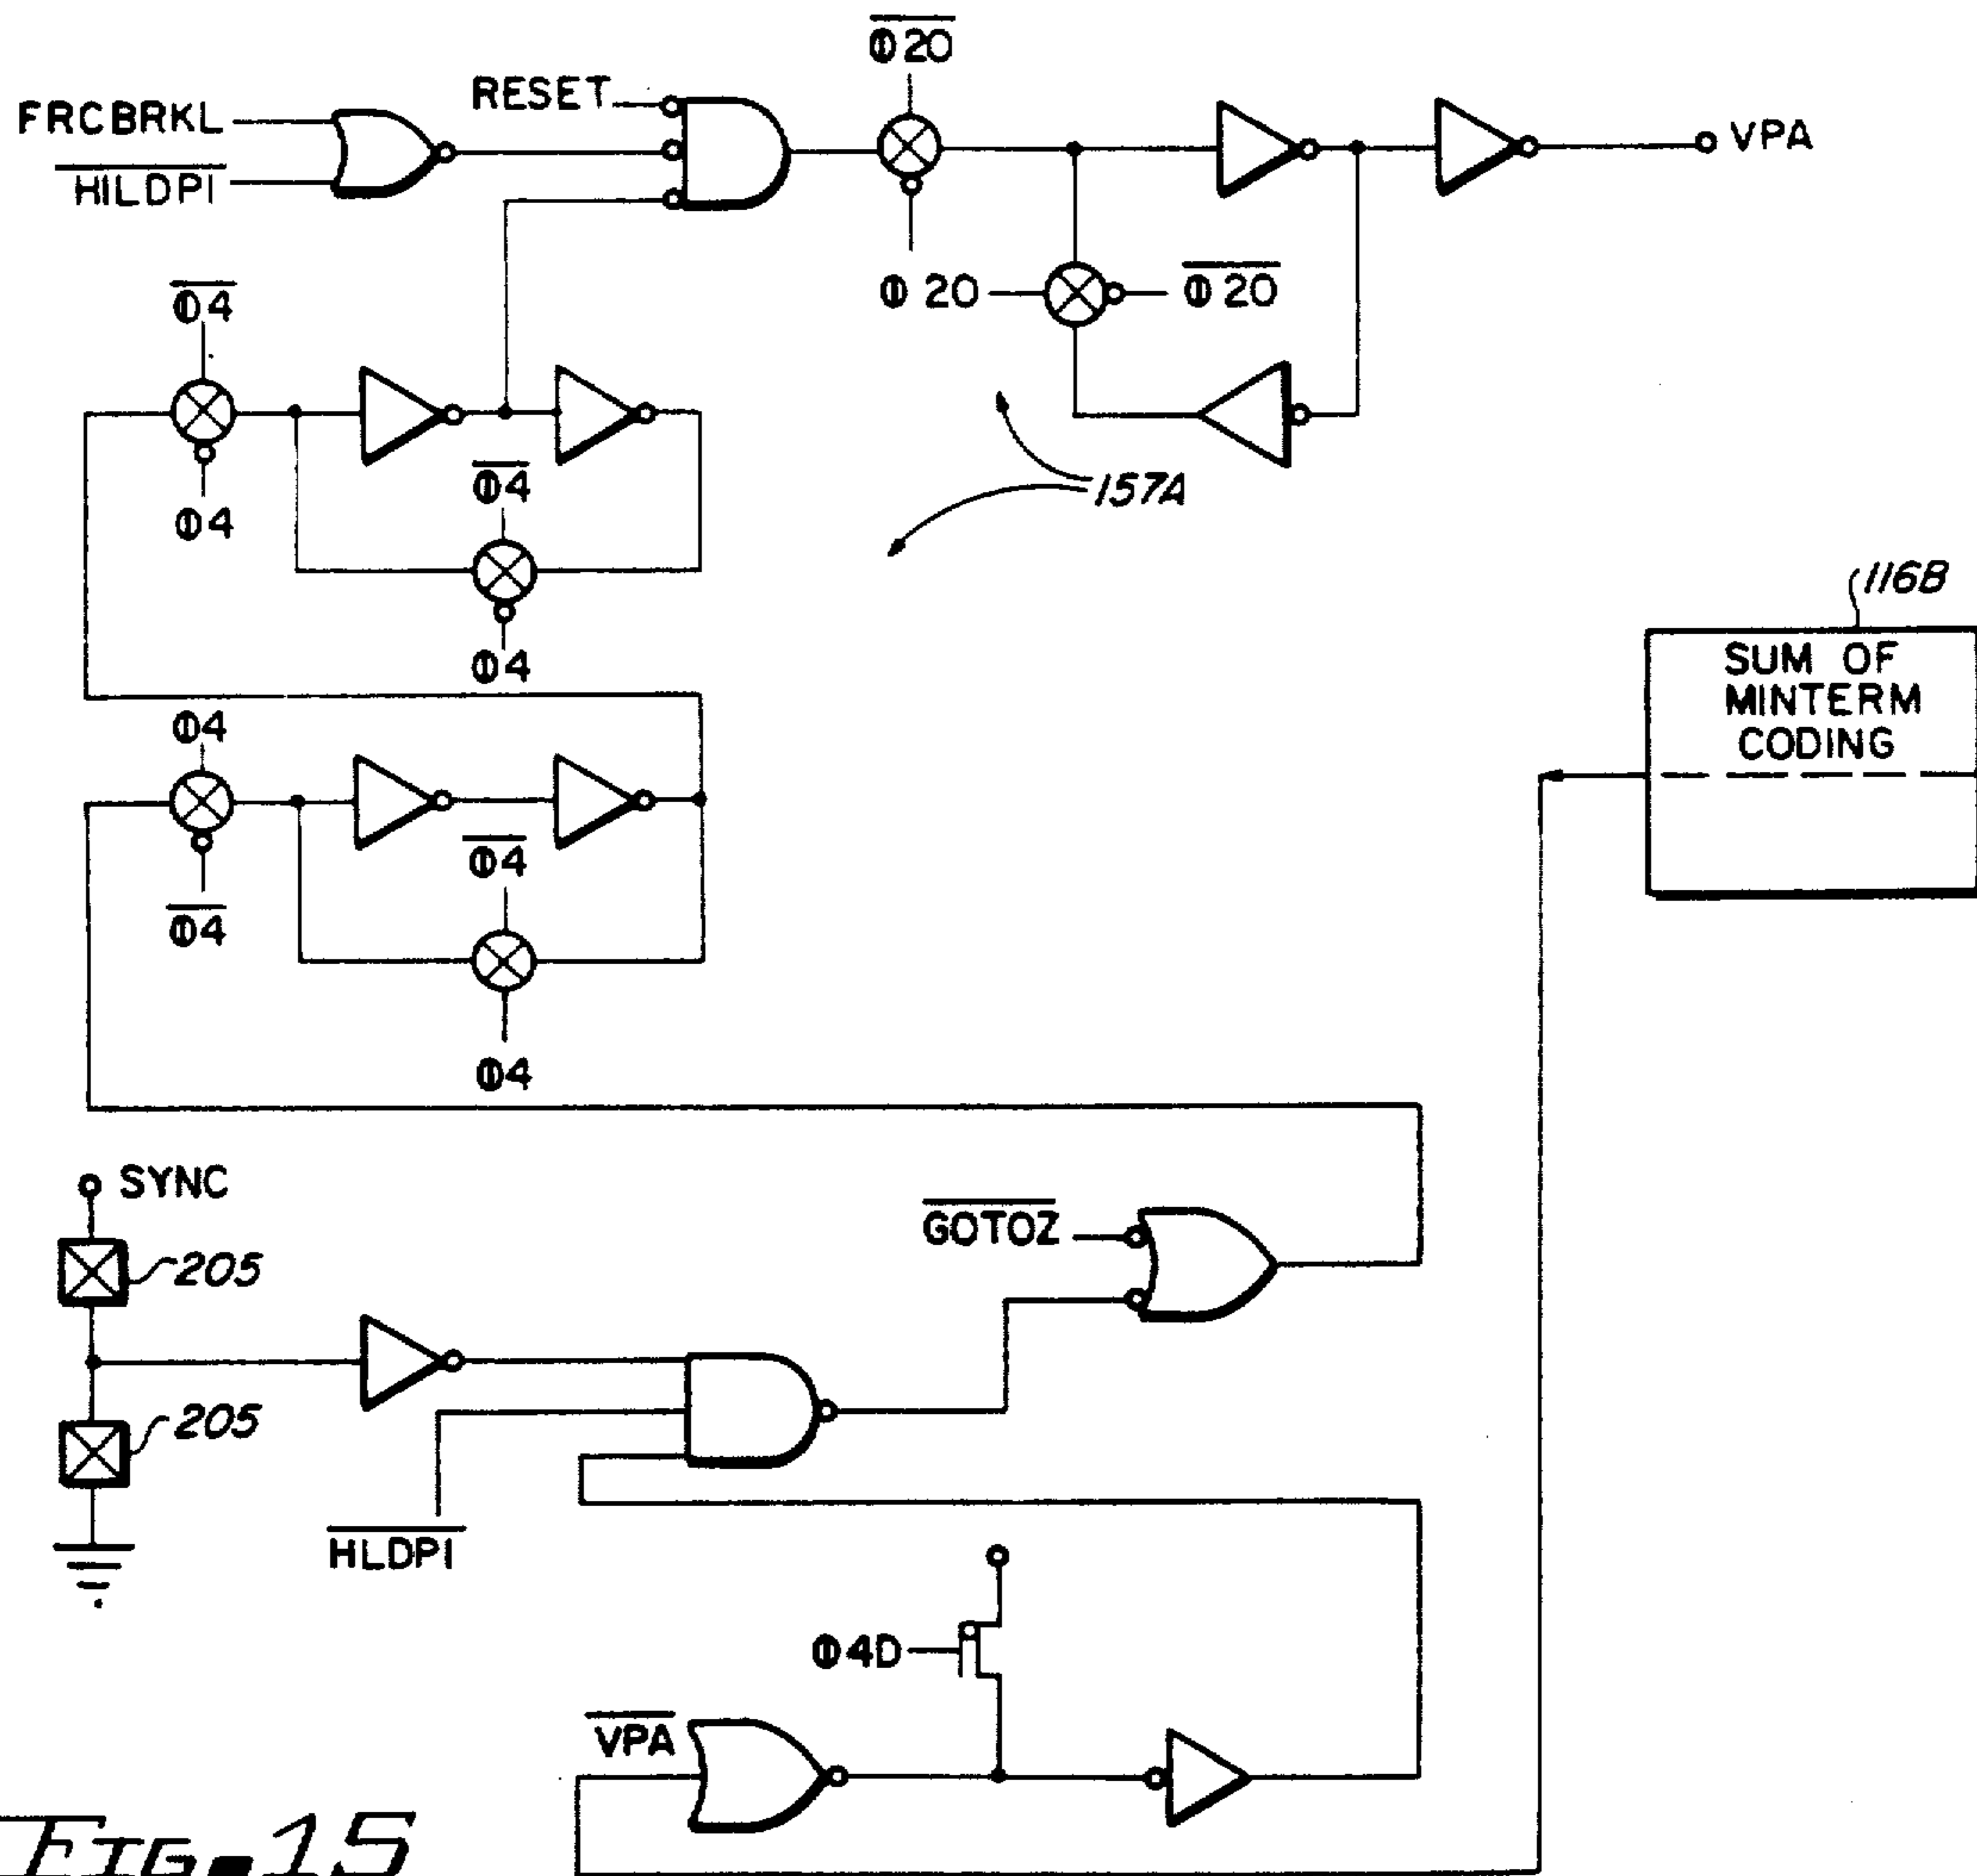 Φ20
FRCBRKL
RESET
HILDPI
VPA
Φ4
Φ20
Φ20
Φ4
Φ4
157A
Φ4
116B
SUM OF
MINTERM
CODING
Φ4
Φ4
Φ4
Φ4
SYNC
GOTOZ
205
205
HLDPI
Φ4D
VPA
FIG. 15